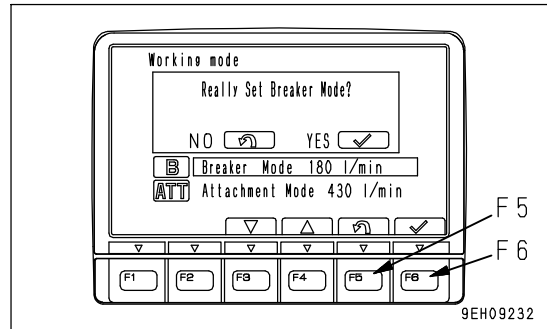 Working mode
Really Set Breaker Mode?
NO YES
B Breaker Mode 180 l/min
ATT Attachment Mode 430 l/min
F5
F6
F1 F2 F3 F4 F5 F6
9EH09232